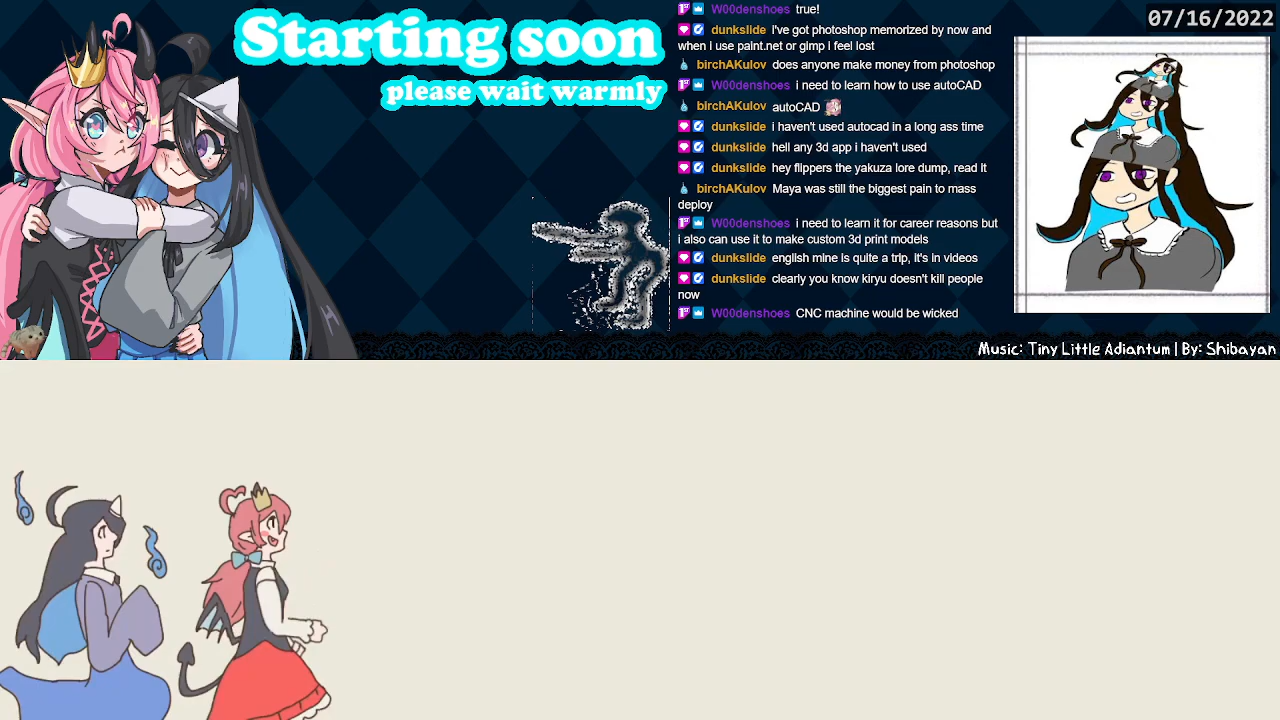 Starting soon
please wait warmly
W00denshoes true!
dunkslide I've got photoshop memorized by now and
when i use paint.net or gimp I feel lost
birchAKulov does anyone make money from photoshop
W00denshoes i need to learn how to use autoCAD
birchAKulov autoCAD
dunkslide i haven't used autocad in a long ass time
dunkslide hell any 3d app i haven't used
dunkslide hey flippers the yakuza lore dump, read it
birchAKulov Maya was still the biggest pain to mass
deploy
W00denshoes i need to learn it for career reasons but
i also can use it to make custom 3d print models
dunkslide english mine is quite a trip, it's in videos
dunkslide clearly you know kiryu doesn't kill people
now
W00denshoes CNC machine would be wicked
07/16/2022
Music: Tiny Little Adiantum | By: Shibayan